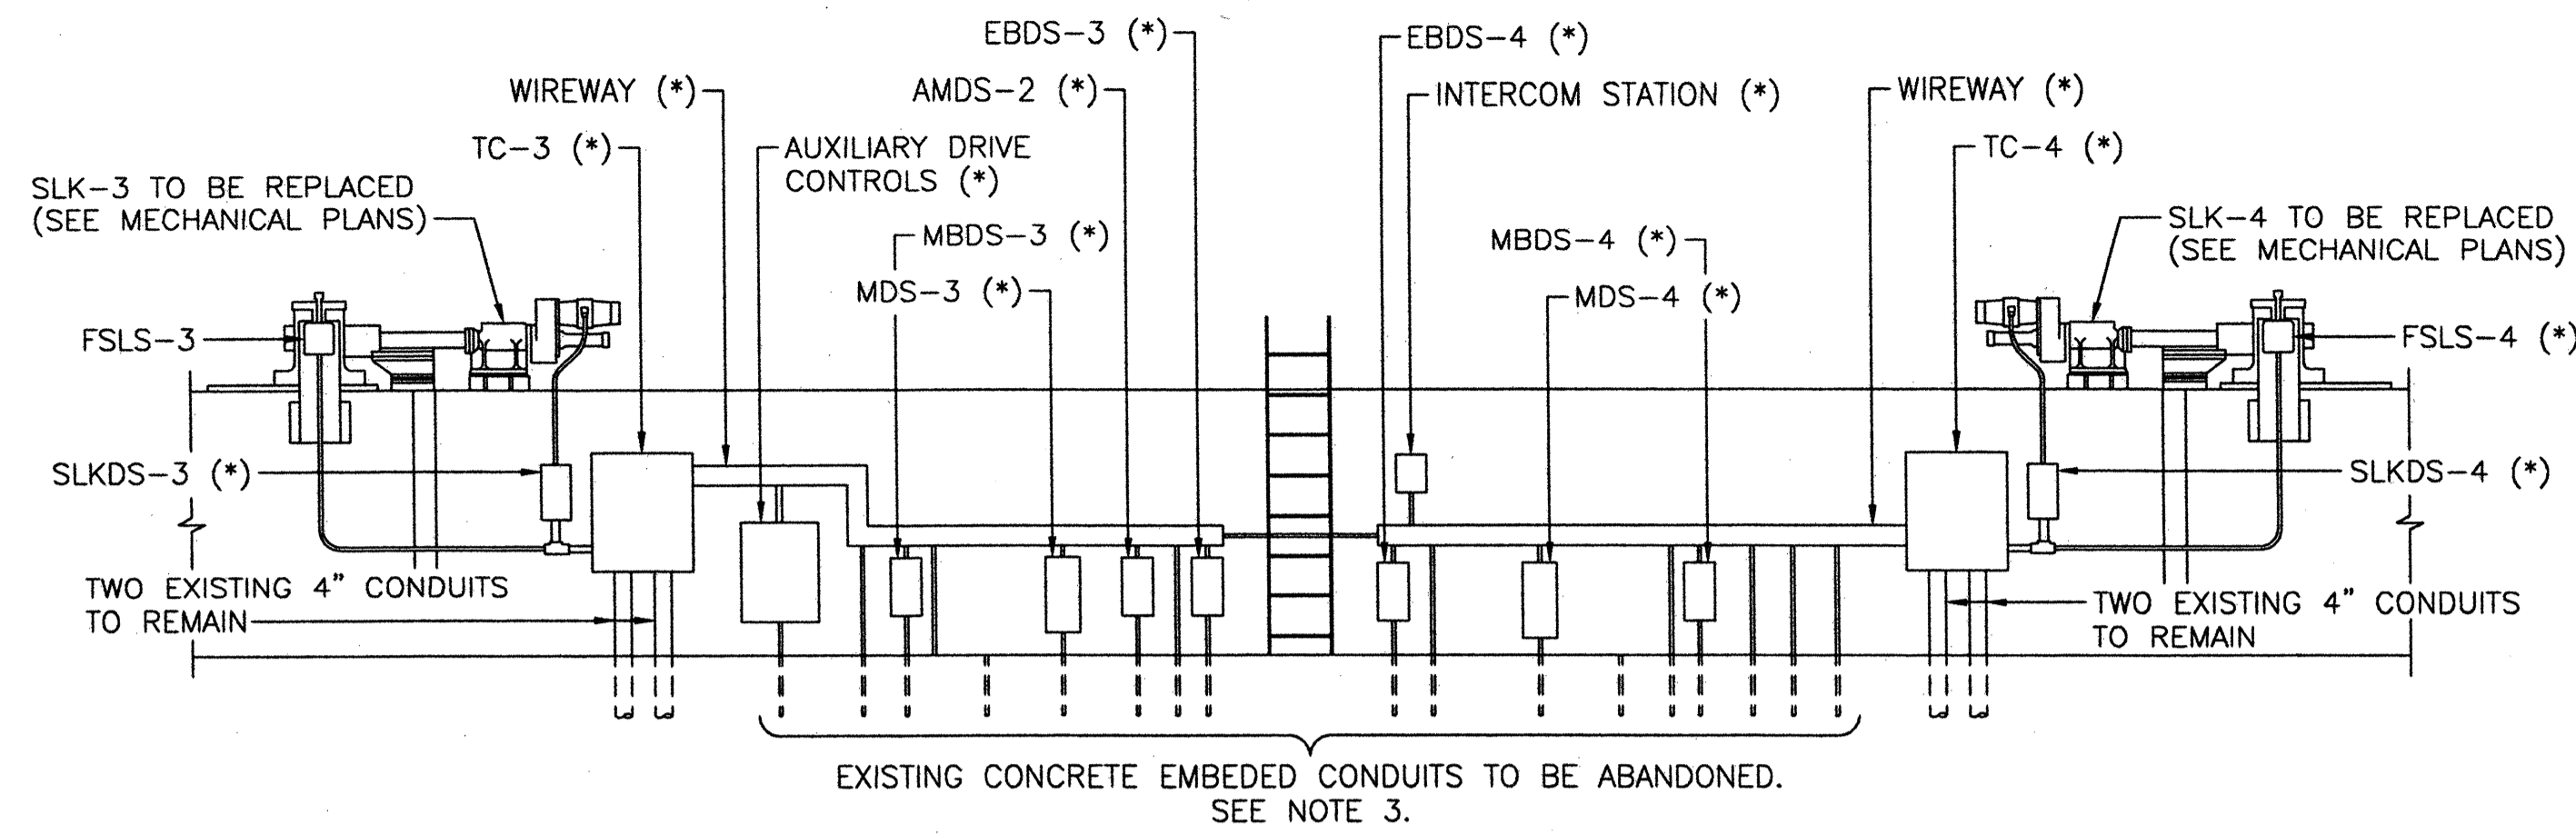 EBDS-3 (*)
EBDS-4 (*)
WIREWAY (*)
AMDS-2 (*)
INTERCOM STATION (*)
WIREWAY (*)
TC-3 (*)
AUXILIARY DRIVE
CONTROLS (*)
TC-4 (*)
SLK-3 TO BE REPLACED
(SEE MECHANICAL PLANS)
MBDS-3 (*)
MBDS-4 (*)
SLK-4 TO BE REPLACED
(SEE MECHANICAL PLANS)
MDS-3 (*)
MDS-4 (*)
FSLS-3
FSLS-4 (*)
SLKDS-3 (*)
SLKDS-4 (*)
TWO EXISTING 4" CONDUITS
TO REMAIN
TWO EXISTING 4" CONDUITS
TO REMAIN
EXISTING CONCRETE EMBEDED CONDUITS TO BE ABANDONED.
SEE NOTE 3.